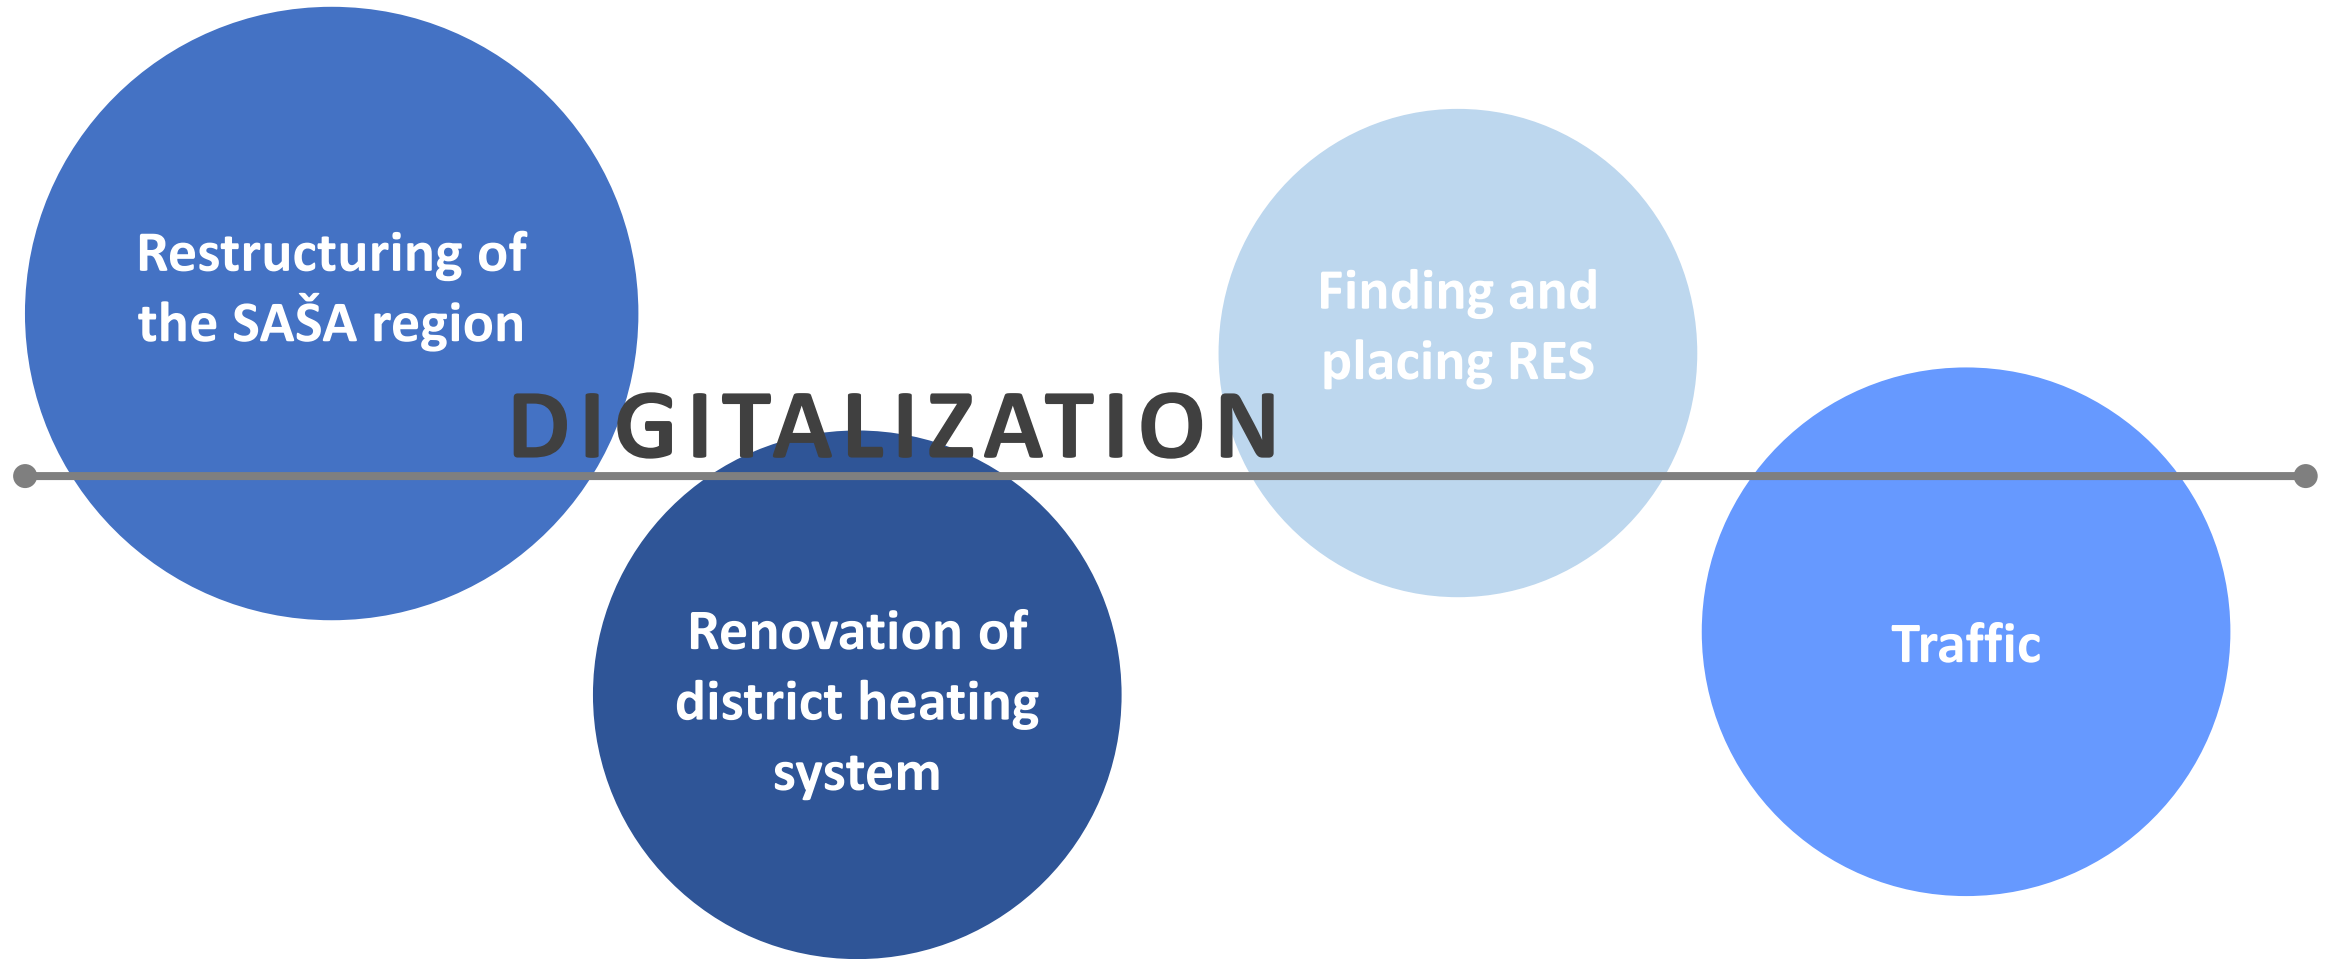 Restructuring of
the SAŠA region
Finding and
placing RES
DIGITALIZATION
Renovation of
district heating
system
Traffic